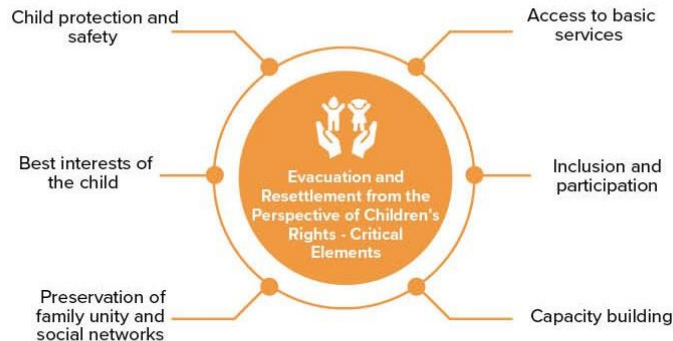 Child protection and
safety
Access to basic
services
Best interests of
the child
Evacuation and
Resettlement from the
Perspective of Children's
Rights - Critical
Elements
Inclusion and
participation
Preservation of
family unity and
social networks
Capacity building